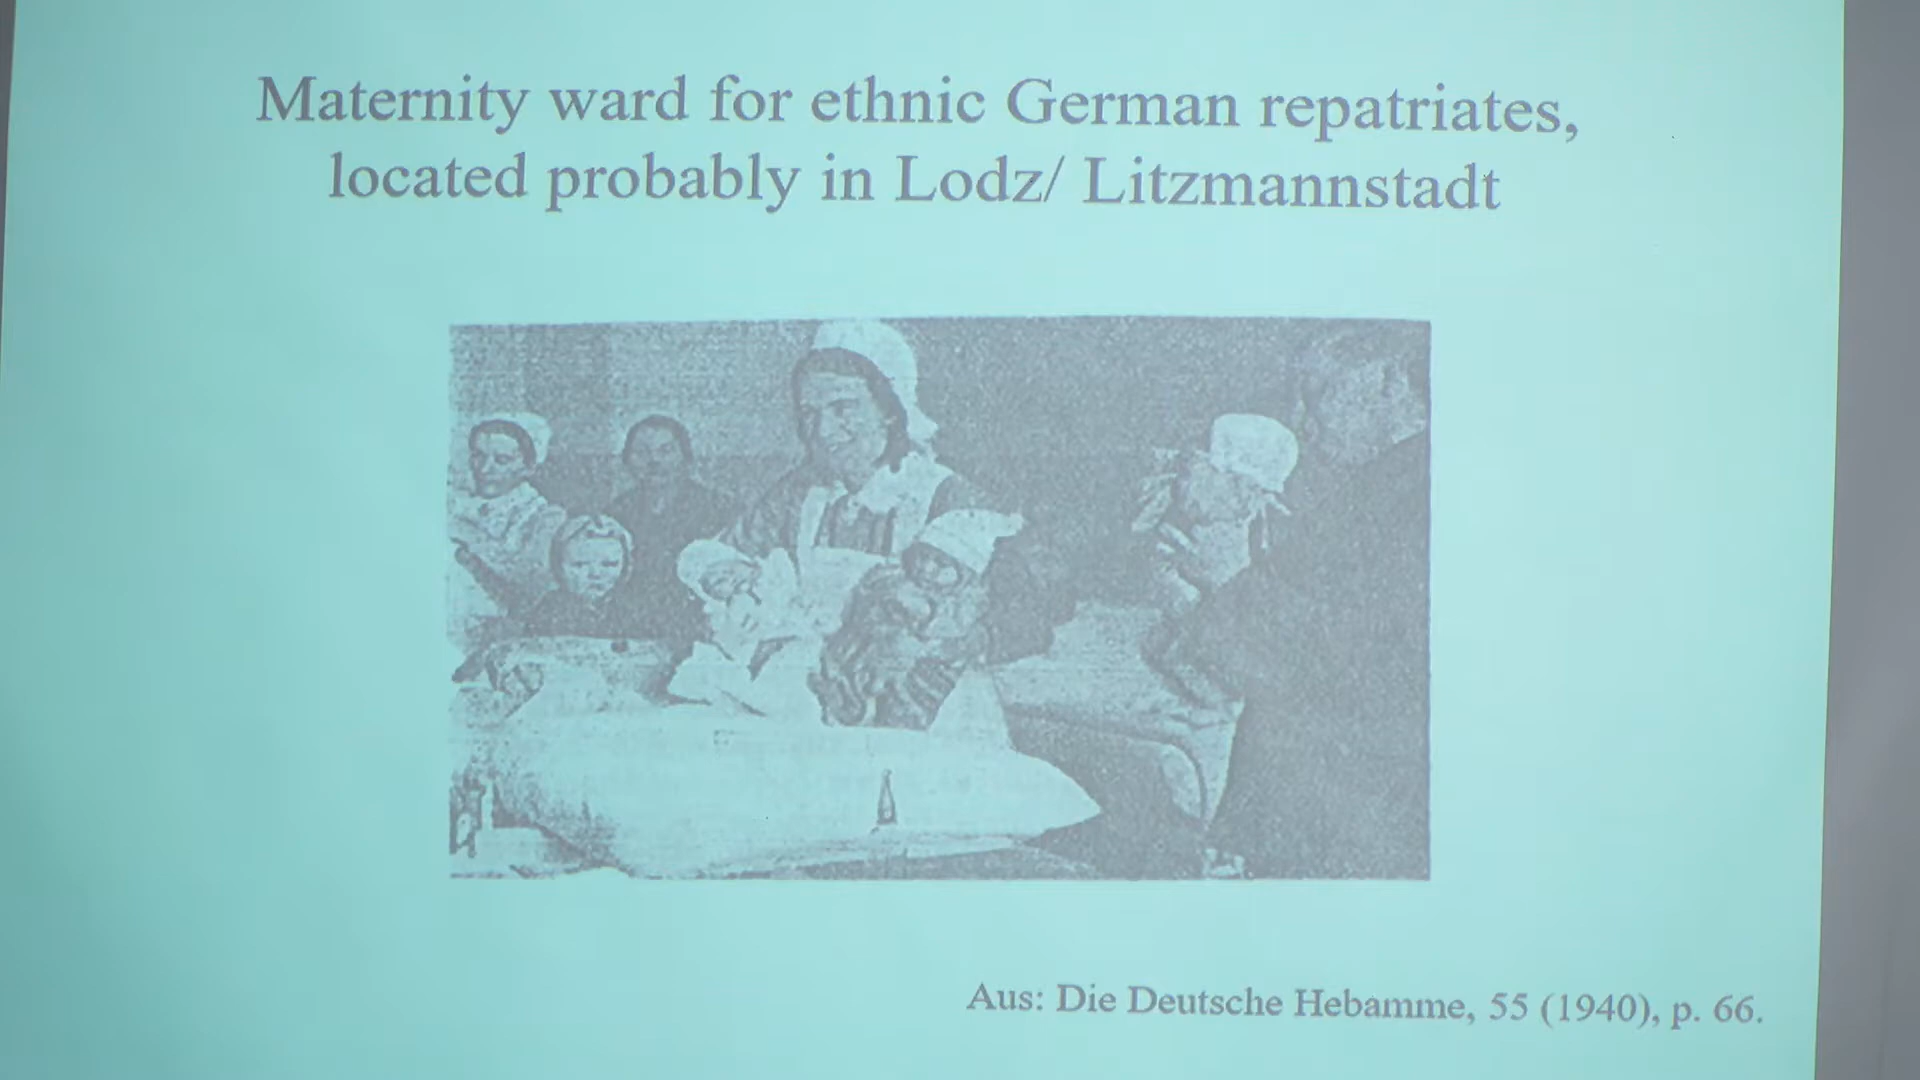 Maternity ward for ethnic German repatriates,
located probably in Lodz/ Litzmannstadt
Aus: Die Deutsche Hebamme, 55 (1940), p. 66.